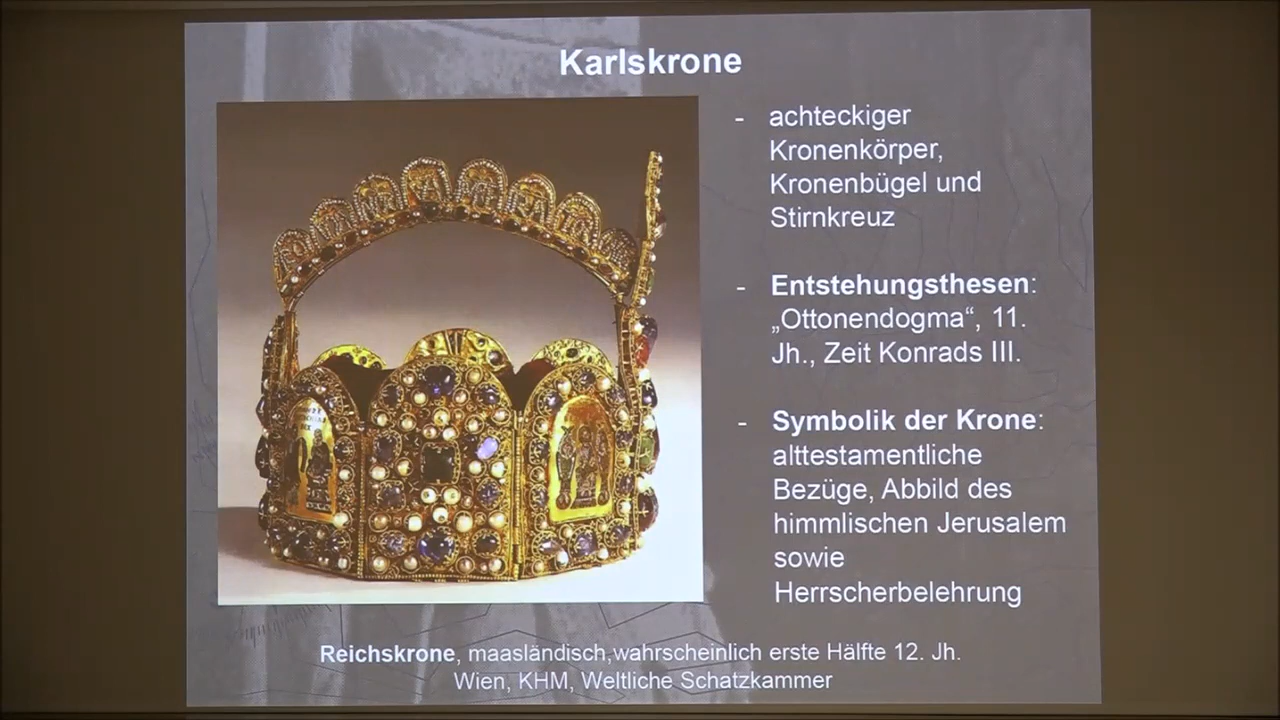 Karlskrone
- achteckiger
Kronenkörper,
Kronenbügel und
Stirnkreuz
- Entstehungsthesen:
„Ottonendogma“, 11.
Jh., Zeit Konrads III.
- Symbolik der Krone:
alttestamentliche
Bezüge, Abbild des
himmlischen Jerusalem
sowie
Herrscherbelehrung
Reichskrone, maasländisch,wahrscheinlich erste Hälfte 12. Jh.
Wien, KHM, Weltliche Schatzkammer